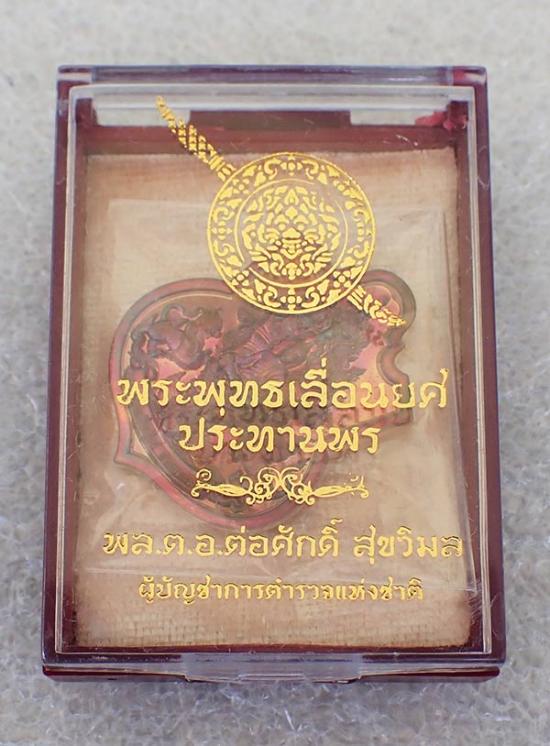 พระพุทธเลื่อนยศ
ประทานพร
พล.ต.อ.ต่อศักดิ์ สุขวิมล
ผู้บัญชาการตำรวจแห่งชาติ